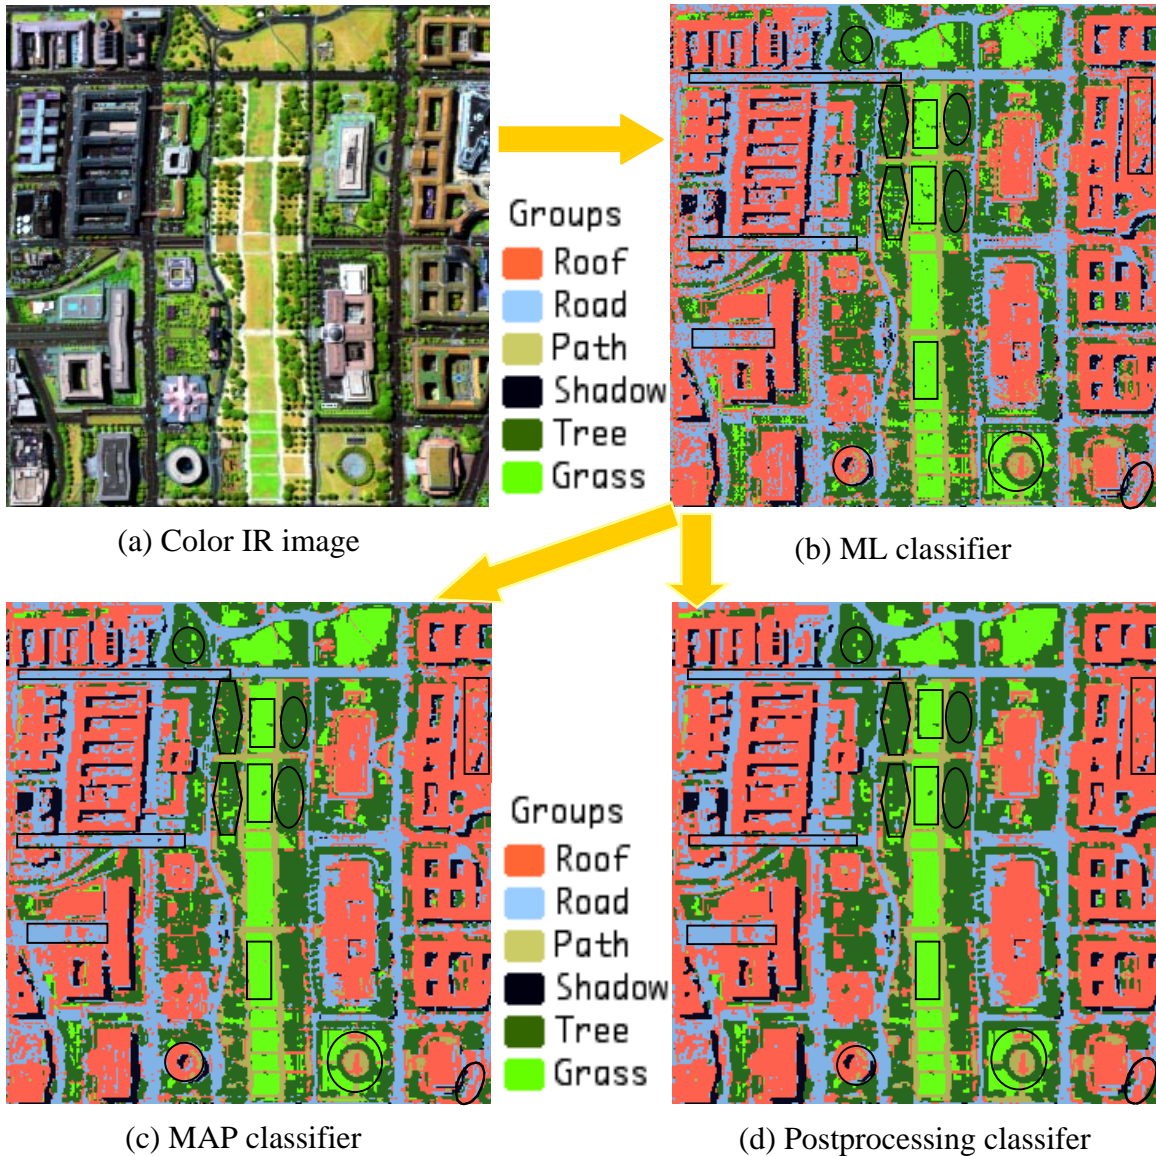 Groups
Roof
Road
Path
Shadow
Tree
Grass
(a) Color IR image
(b) ML classifier
Groups
Roof
Road
Path
Shadow
Tree
Grass
(c) MAP classifier
(d) Postprocessing classifer